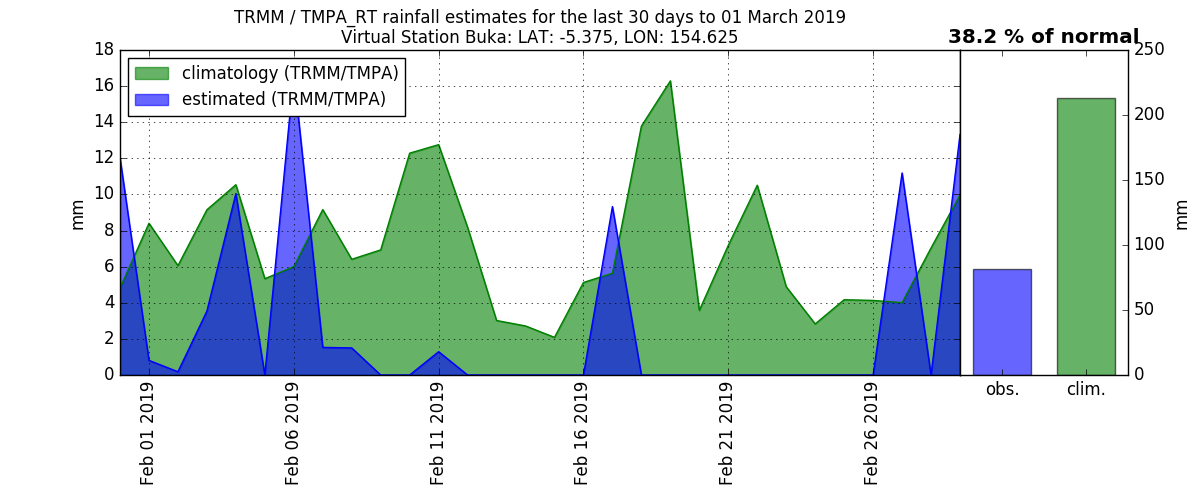 TRMM / TMPA_RT rainfall estimates for the last 30 days to 01 March 2019
Virtual Station Buka: LAT: -5.375, LON: 154.625
38.2 % of normal
climatology (TRMM/TMPA)
estimated (TRMM/TMPA)
18
16
14
12
10
8
6
4
2
0
mm
Feb 01 2019
Feb 06 2019
Feb 11 2019
Feb 16 2019
Feb 21 2019
Feb 26 2019
obs.
clim.
250
200
150
100
50
0
mm